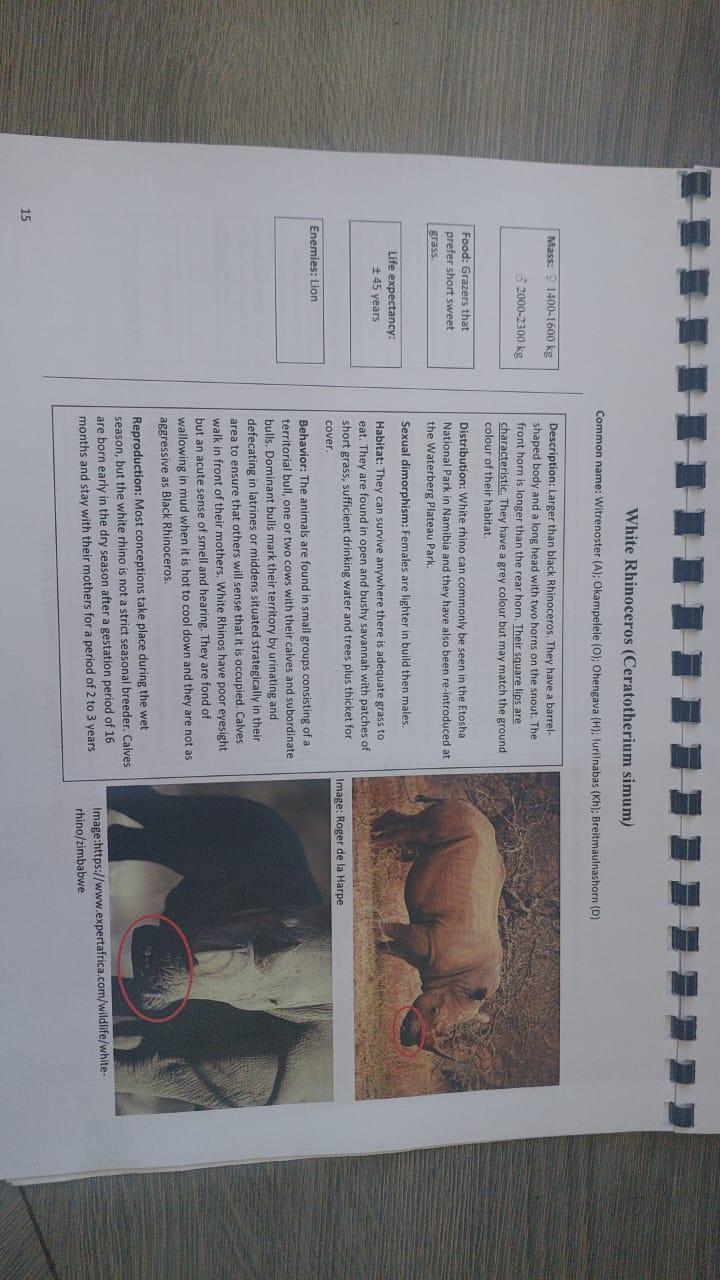 White Rhinoceros (Ceratotherium simum)
Common name: Witrenoster (A); Okampelele (O); Ohengava (H); !uri!nabas (Kh); Breitmaulnashorn (D)
Mass: ♀ 1400-1600 kg
♂ 2000-2300 kg
Food: Grazers that
prefer short sweet
grass.
Life expectancy:
± 45 years
Enemies: Lion
Description: Larger than black Rhinoceros. They have a barrel-
shaped body and a long head with two horns on the snout. The
front horn is longer than the rear horn. Their square lips are
characteristic. They have a grey colour but may match the ground
colour of their habitat.
Distribution: White rhino can commonly be seen in the Etosha
National Park in Namibia and they have also been re-introduced at
the Waterberg Plateau Park.
Sexual dimorphism: Females are lighter in build then males.
Habitat: They can survive anywhere there is adequate grass to
eat. They are found in open and bushy savannah with patches of
short grass, sufficient drinking water and trees plus thicket for
cover.
Behavior: The animals are found in small groups consisting of a
territorial bull, one or two cows with their calves and subordinate
bulls. Dominant bulls mark their territory by urinating and
defecating in latrines or middens situated strategically in their
area to ensure that others will sense that it is occupied. Calves
walk in front of their mothers. White Rhinos have poor eyesight
but an acute sense of smell and hearing. They are fond of
wallowing in mud when it is hot to cool down and they are not as
aggressive as Black Rhinoceros.
Reproduction: Most conceptions take place during the wet
season, but the white rhino is not a strict seasonal breeder. Calves
are born early in the dry season after a gestation period of 16
months and stay with their mothers for a period of 2 to 3 years
Image: Roger de la Harpe
Image:https://www.expertafrica.com/wildlife/white-
rhino/zimbabwe
15